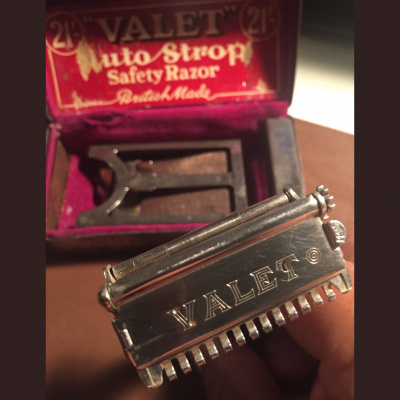 21/- "VALET" 21/-
Auto Strop
Safety Razor
British Made
VALET